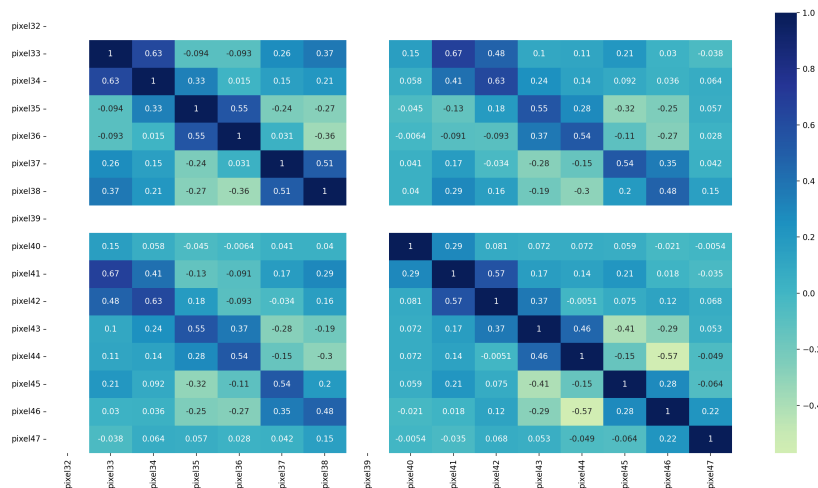 pixel32
1.0
pixel33 1 0.63 -0.094 -0.093 0.26 0.37 0.15 0.67 0.48 0.1 0.11 0.21 0.03 -0.038
0.8
pixel34 0.63 1 0.33 0.015 0.15 0.21 0.058 0.41 0.63 0.24 0.14 0.092 0.036 0.064
pixel35 -0.094 0.33 1 0.55 -0.24 -0.27 -0.045 -0.13 0.18 0.55 0.28 -0.32 -0.25 0.057
0.6
pixel36 -0.093 0.015 0.55 1 0.031 -0.36 -0.0064 -0.091 -0.093 0.37 0.54 -0.11 -0.27 0.028
pixel37 0.26 0.15 -0.24 0.031 1 0.51 0.041 0.17 -0.034 -0.28 -0.15 0.54 0.35 0.042
0.4
pixel38 0.37 0.21 -0.27 -0.36 0.51 1 0.04 0.29 0.16 -0.19 -0.3 0.2 0.48 0.15
pixel39
0.2
pixel40 0.15 0.058 -0.045 -0.0064 0.041 0.04 1 0.29 0.081 0.072 0.072 0.059 -0.021 -0.0054
pixel41 0.67 0.41 -0.13 -0.091 0.17 0.29 0.29 1 0.57 0.17 0.14 0.21 0.018 -0.035
0.0
pixel42 0.48 0.63 0.18 -0.093 -0.034 0.16 0.081 0.57 1 0.37 -0.0051 0.075 0.12 0.068
pixel43 0.1 0.24 0.55 0.37 -0.28 -0.19 0.072 0.17 0.37 1 0.46 -0.41 -0.29 0.053
pixel44 0.11 0.14 0.28 0.54 -0.15 -0.3 0.072 0.14 -0.0051 0.46 1 -0.15 -0.57 -0.049
pixel45 0.21 0.092 -0.32 -0.11 0.54 0.2 0.059 0.21 0.075 -0.41 -0.15 1 0.28 -0.064
pixel46 0.03 0.036 -0.25 -0.27 0.35 0.48 -0.021 0.018 0.12 -0.29 -0.57 0.28 1 0.22
pixel47 -0.038 0.064 0.057 0.028 0.042 0.15 -0.0054 -0.035 0.068 0.053 -0.049 -0.064 0.22 1
pixel32 pixel33 pixel34 pixel35 pixel36 pixel37 pixel38 pixel39 pixel40 pixel41 pixel42 pixel43 pixel44 pixel45 pixel46 pixel47